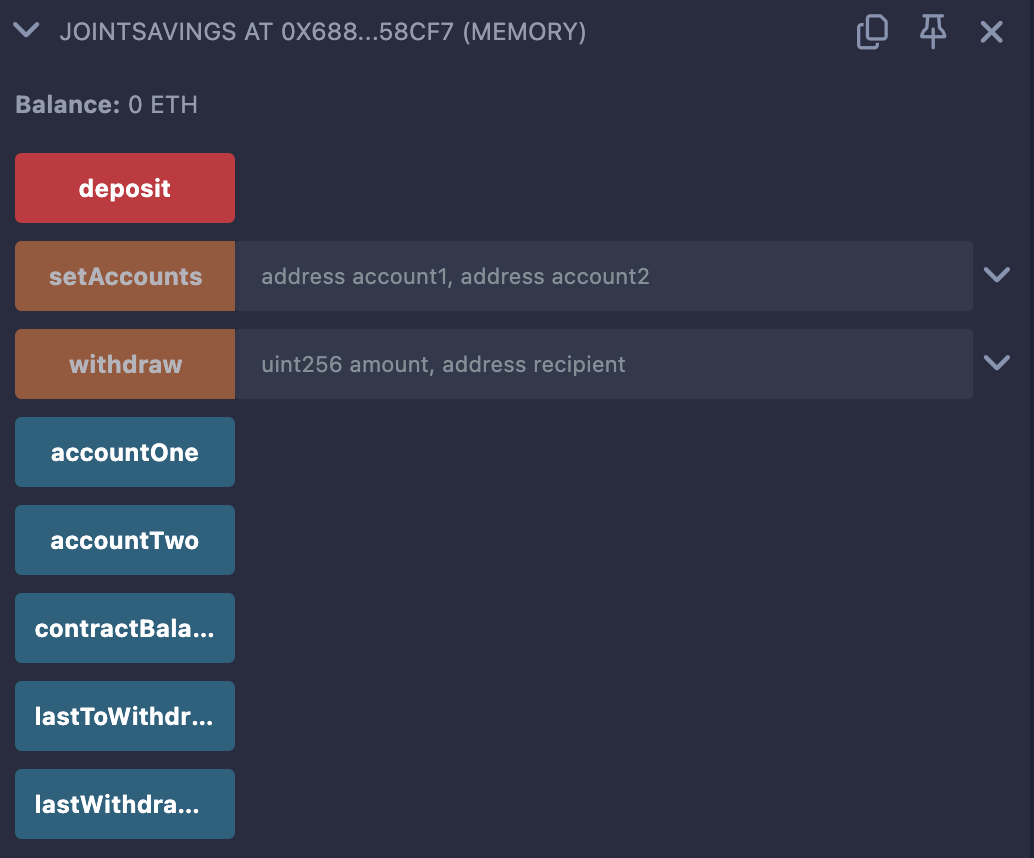 JOINTSAVINGS AT 0X688...58CF7 (MEMORY)
Balance: 0 ETH
deposit
setAccounts address account1, address account2
withdraw uint256 amount, address recipient
accountOne
accountTwo
contractBala...
lastToWithdr...
lastWithdra...